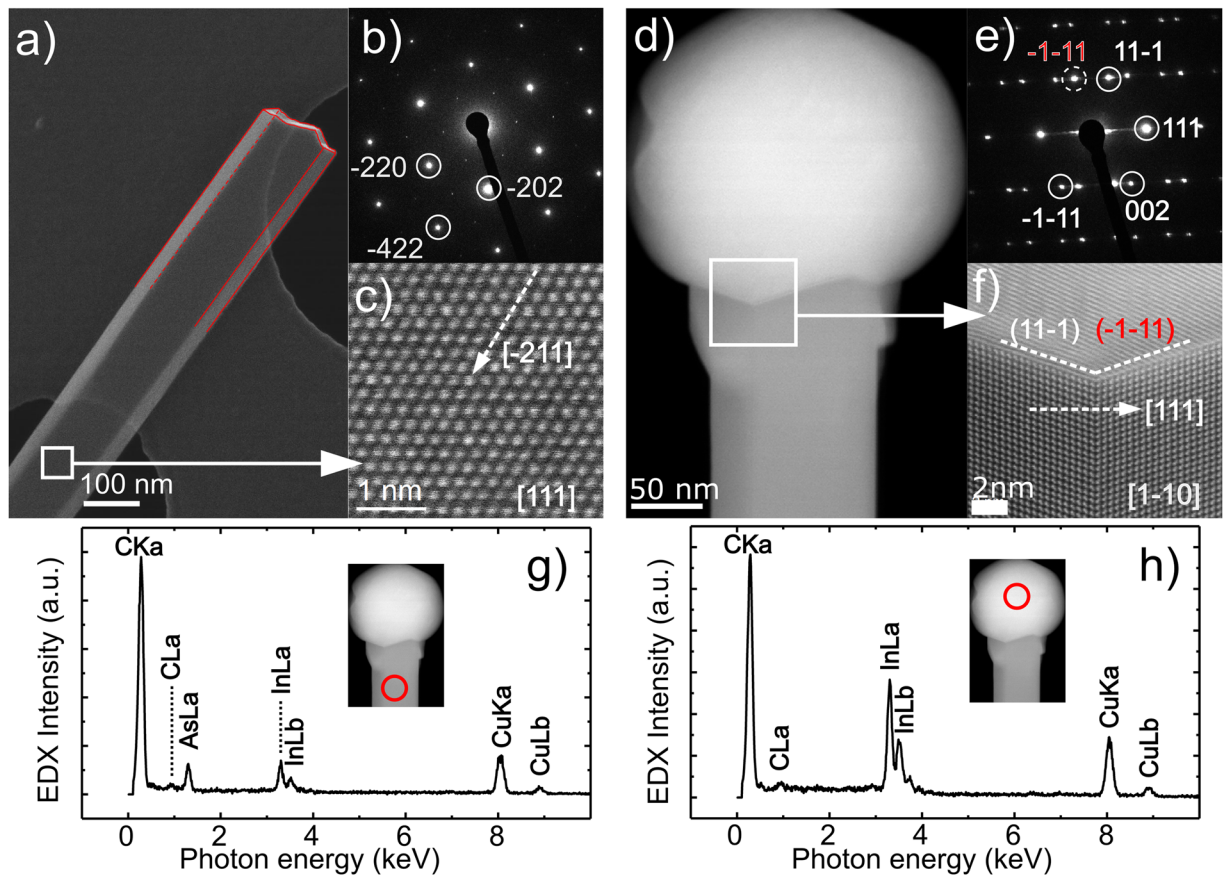 a)
100 nm
b)
-220
-202
-422
c)
[-211]
1 nm
[111]
d)
50 nm
e)
-1-11
11-1
111
-1-11
002
f)
(11-1)
(-1-11)
[111]
2nm
[1-10]
g)
EDX Intensity (a.u.)
CKa
CLa
AsLa
InLa
InLb
CuKa
CuLb
0
2
4
6
8
Photon energy (keV)
h)
EDX Intensity (a.u.)
CKa
CLa
InLa
InLb
CuKa
CuLb
0
2
4
6
8
Photon energy (keV)